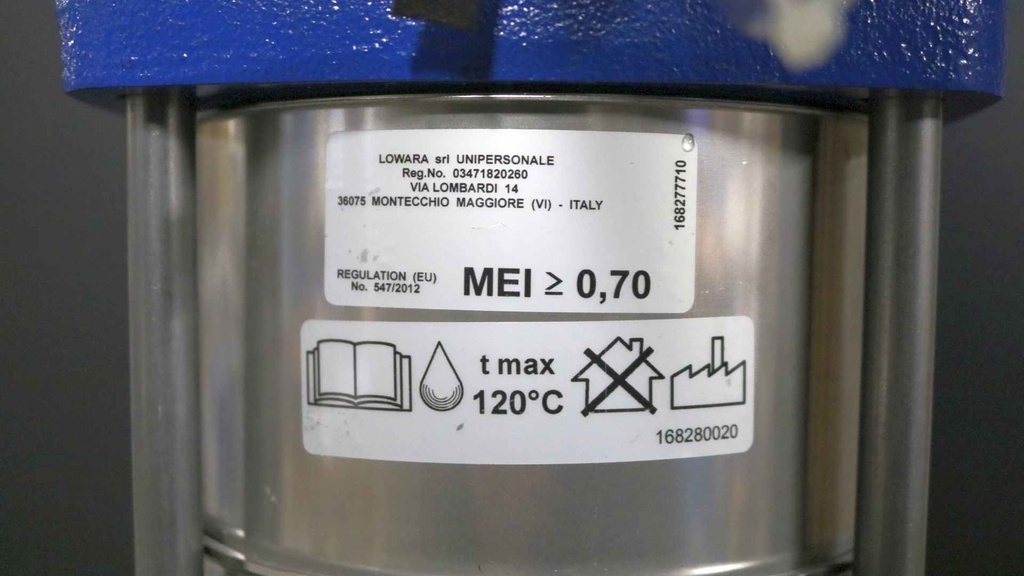 LOWARA srl UNIPERSONALE
Reg.No. 03471820260
VIA LOMBARDI 14
36075 MONTECCHIO MAGGIORE (VI) - ITALY
168277710
REGULATION (EU)
No. 547/2012
MEI ≥ 0,70
t max
120°C
168280020